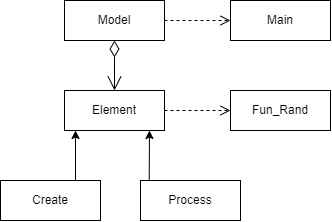 Model
Main
Element
Fun_Rand
Create
Process